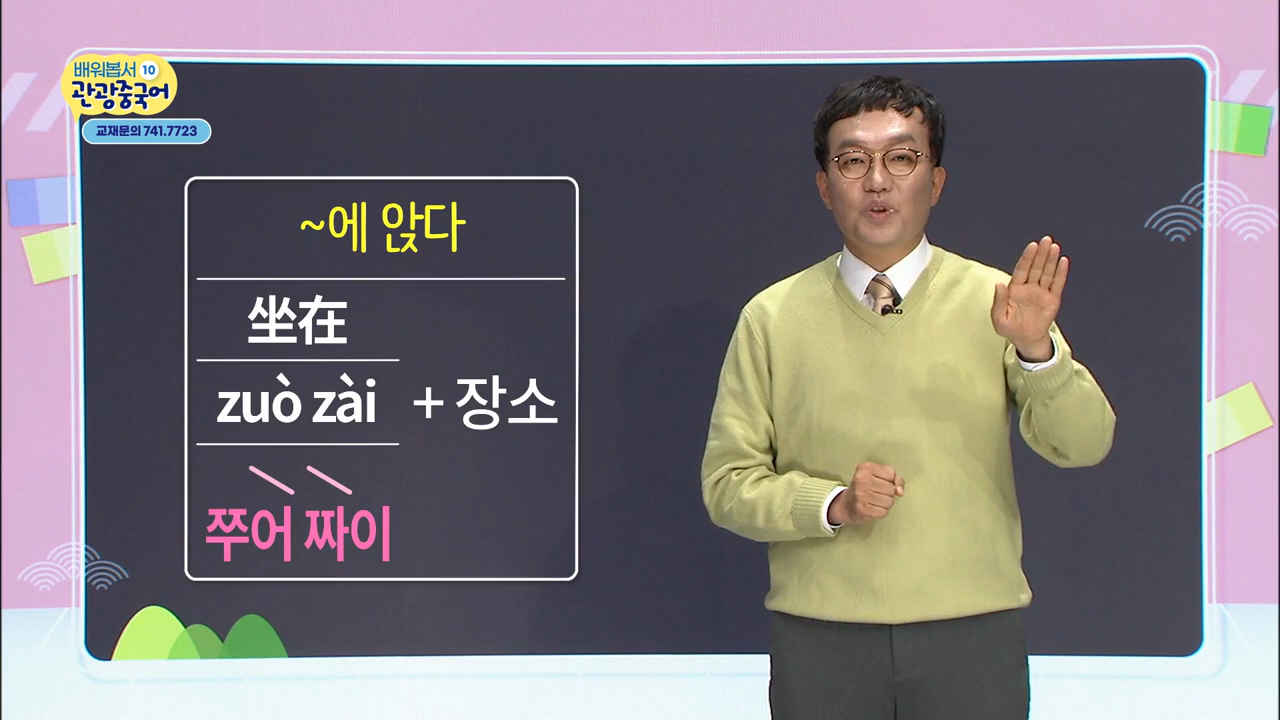 배워봅서 10
관광중국어
교재문의 741.7723
~에 앉다
坐在
zuò zài + 장소
쭈어 짜이